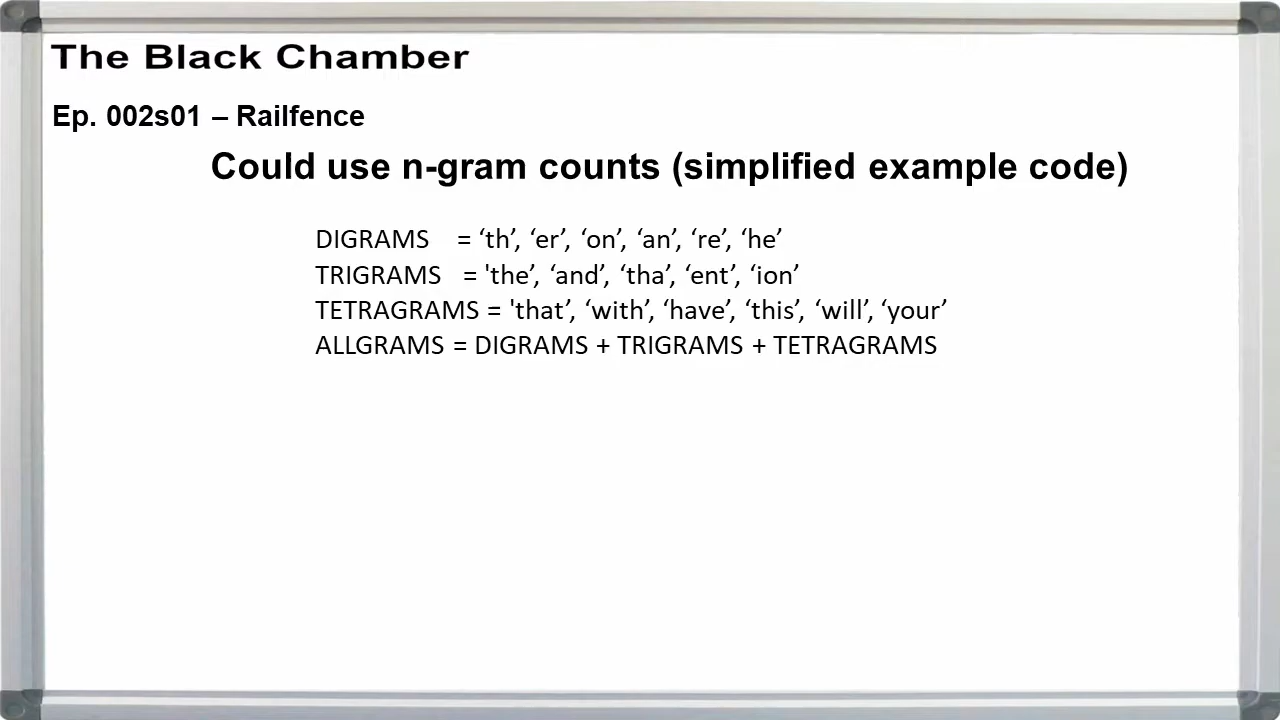 The Black Chamber
Ep. 002s01 – Railfence
Could use n-gram counts (simplified example code)
DIGRAMS = ‘th’, ‘er’, ‘on’, ‘an’, ‘re’, ‘he’
TRIGRAMS = 'the’, ‘and’, ‘tha’, ‘ent’, ‘ion’
TETRAGRAMS = 'that’, ‘with’, ‘have’, ‘this’, ‘will’, ‘your’
ALLGRAMS = DIGRAMS + TRIGRAMS + TETRAGRAMS